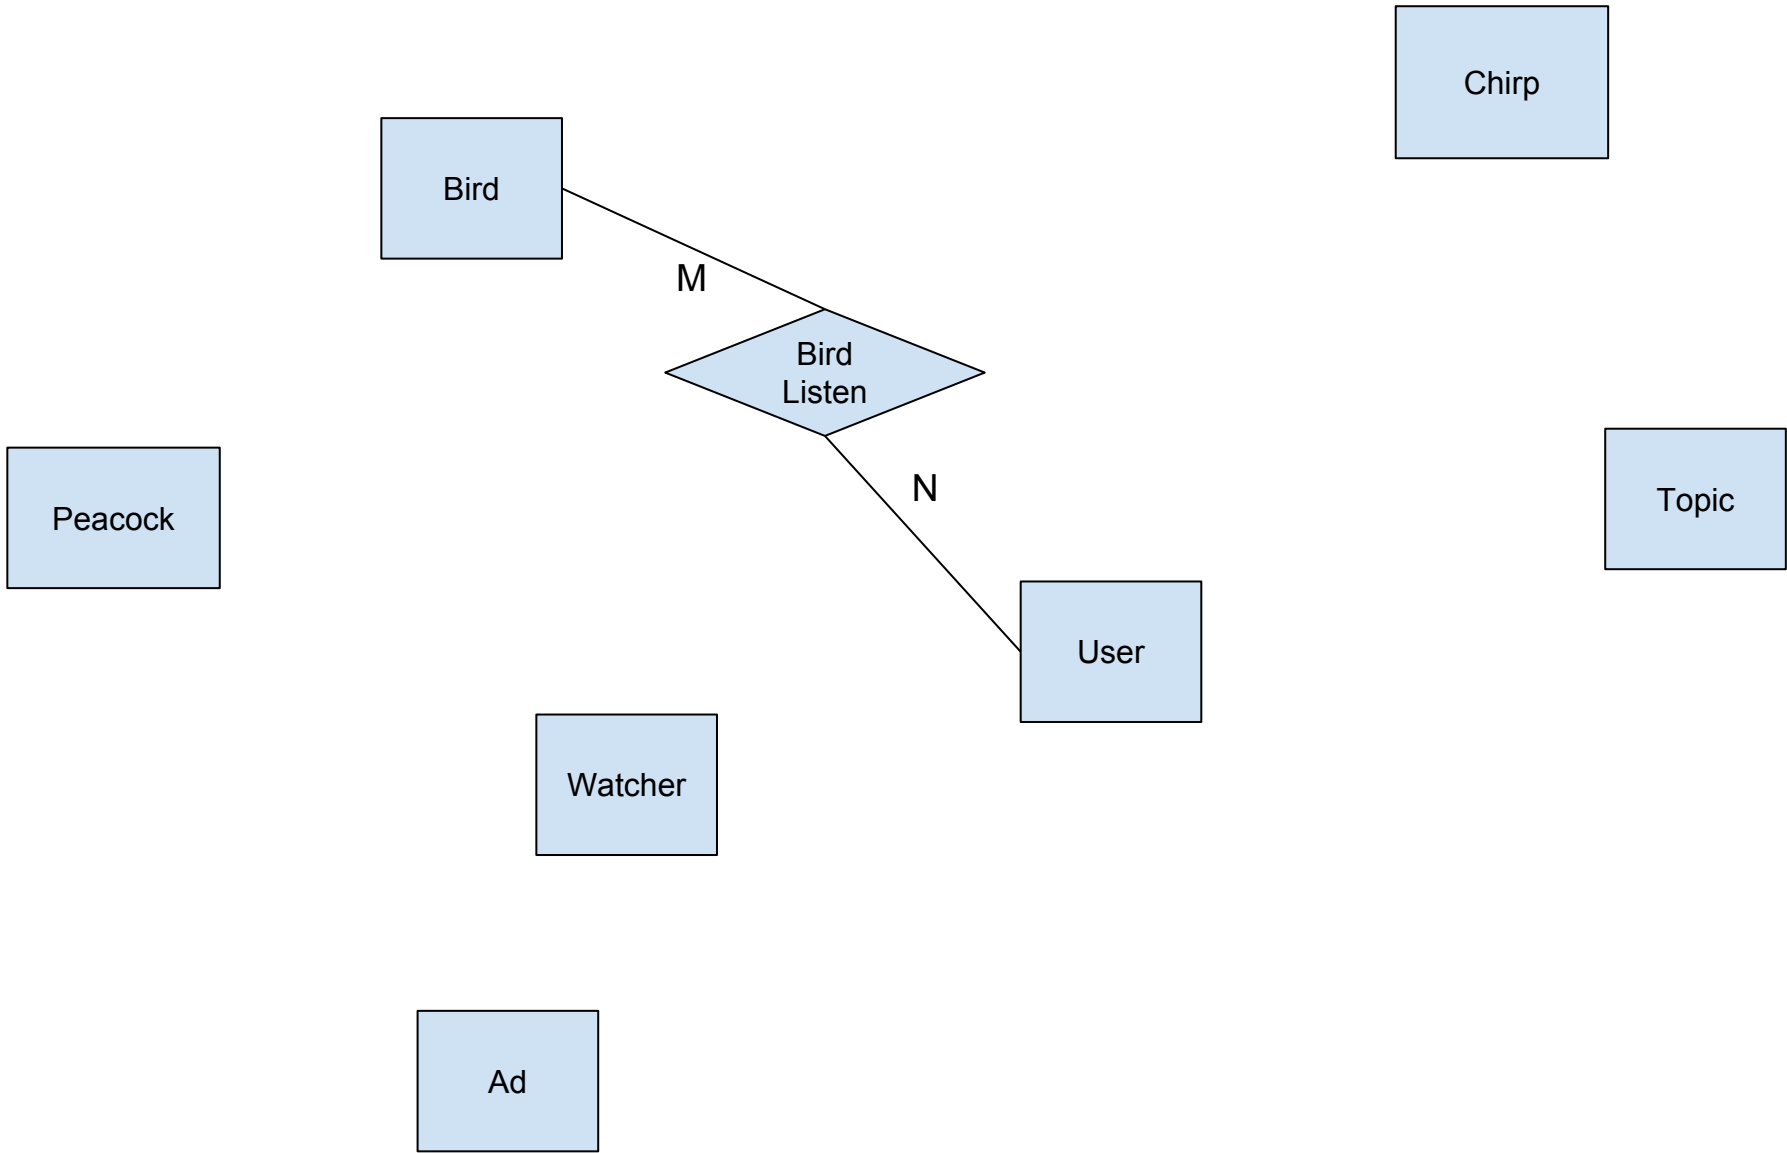 Chirp
Bird
M
Bird
Listen
N
Peacock
Topic
User
Watcher
Ad